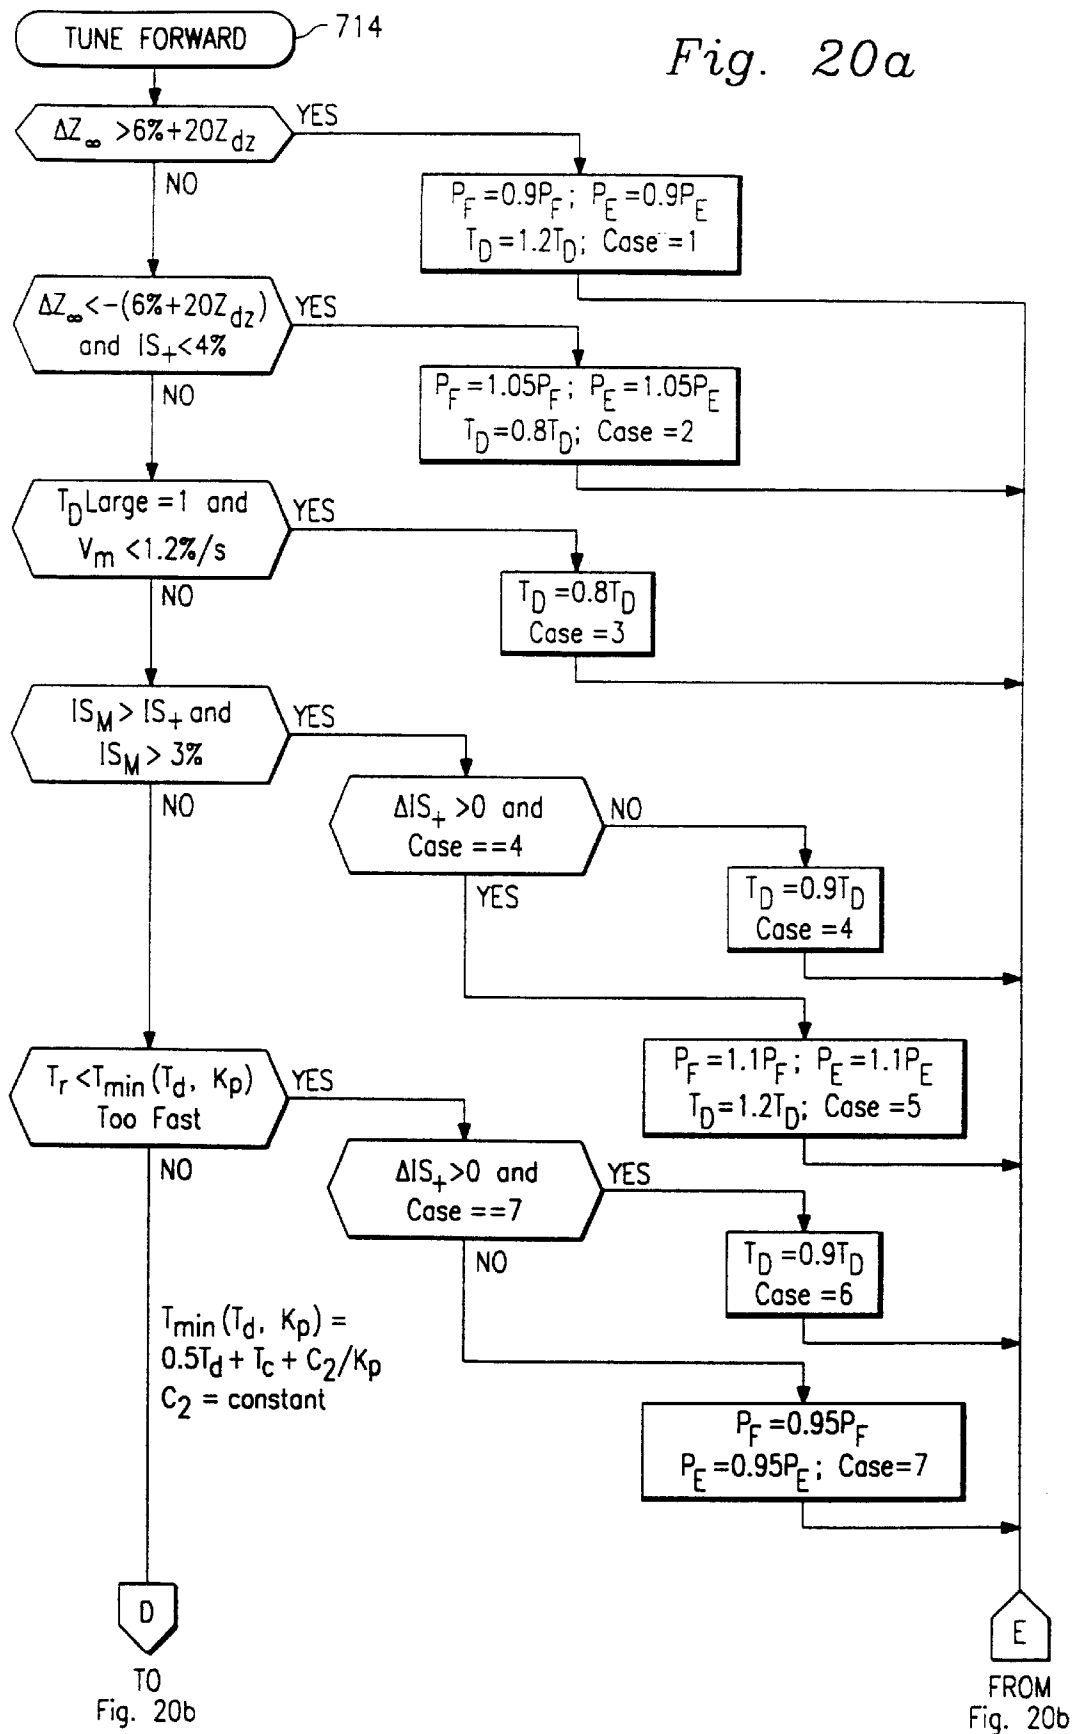 TUNE FORWARD
714
Fig. 20a
ΔZ∞ >6%+20Zdz
YES
NO
PF=0.9PF; PE=0.9PE
TD=1.2TD; Case=1
ΔZ∞<-(6%+20Zdz)
and IS+<4%
YES
NO
PF=1.05PF; PE=1.05PE
TD=0.8TD; Case=2
TDLarge=1 and
Vm<1.2%/s
YES
NO
TD=0.8TD
Case=3
ISM>IS+ and
ISM>3%
YES
NO
ΔIS+>0 and
Case==4
NO
YES
TD=0.9TD
Case=4
PF=1.1PF; PE=1.1PE
TD=1.2TD; Case=5
Tr<Tmin(Td, Kp)
Too Fast
YES
NO
ΔIS+>0 and
Case==7
YES
NO
TD=0.9TD
Case=6
Tmin(Td, Kp)=
0.5Td+Tc+C2/Kp
C2=constant
PF=0.95PF
PE=0.95PE; Case=7
D
TO
Fig. 20b
E
FROM
Fig. 20b